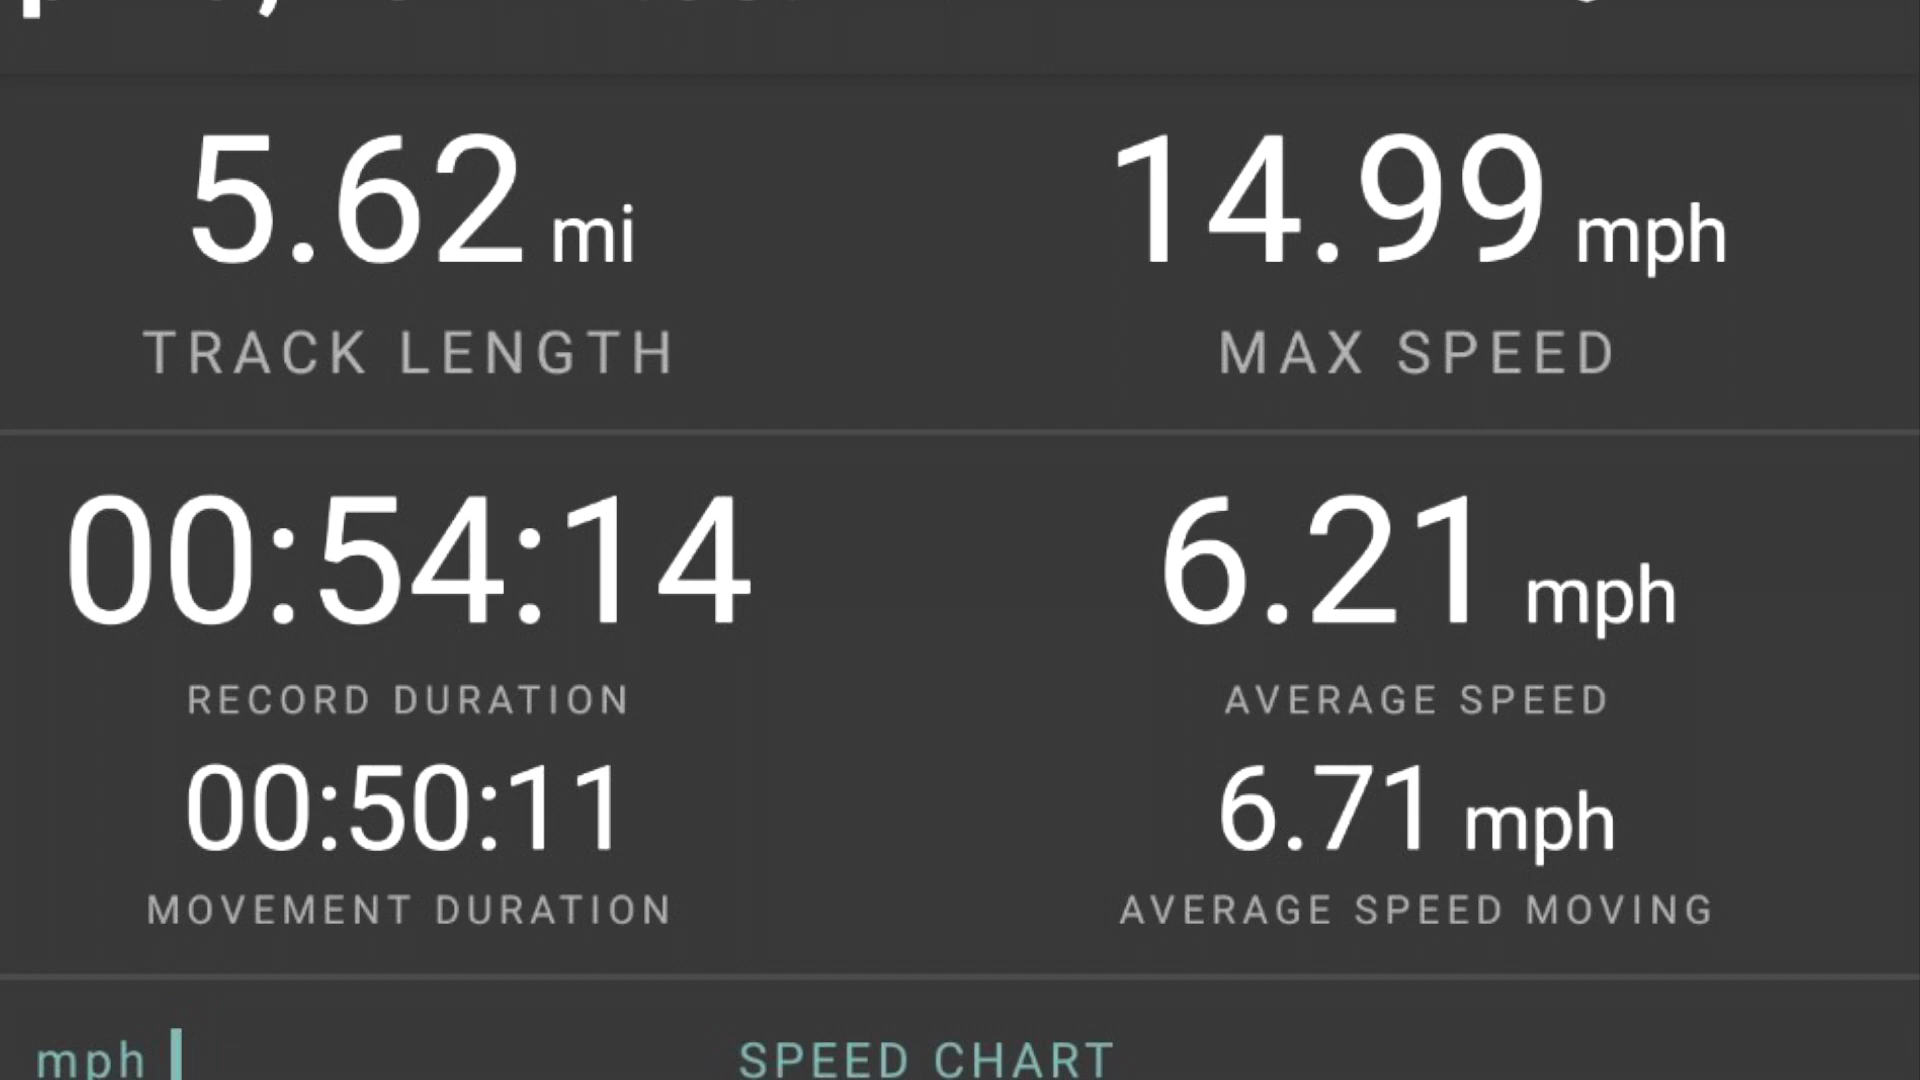 5.62 mi 14.99 mph
TRACK LENGTH MAX SPEED
00:54:14 6.21 mph
RECORD DURATION AVERAGE SPEED
00:50:11 6.71 mph
MOVEMENT DURATION AVERAGE SPEED MOVING
mph SPEED CHART